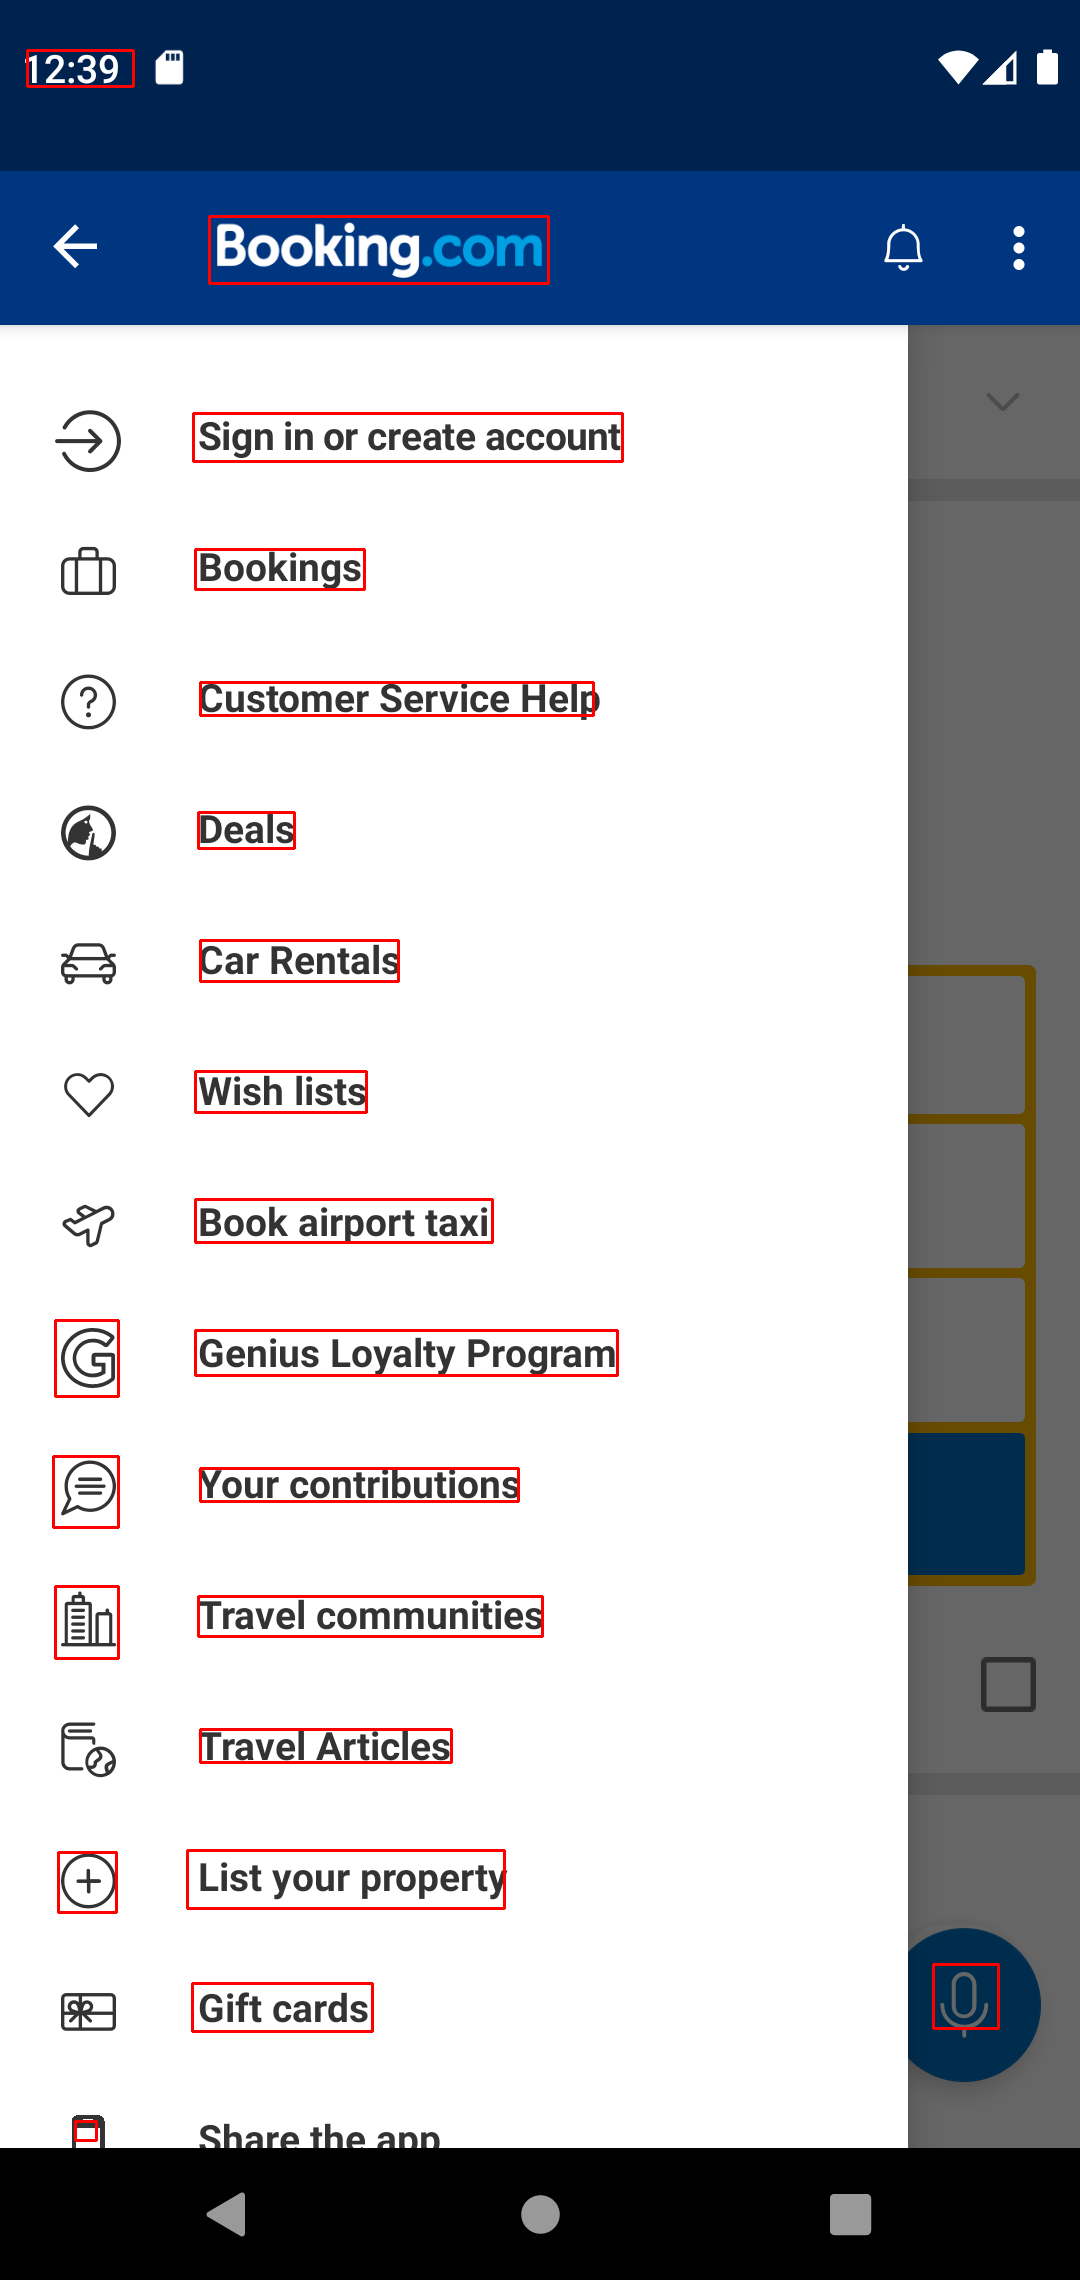 12:39
Booking.com
Sign in or create account
Bookings
Customer Service Help
Deals
Car Rentals
Wish lists
Book airport taxi
Genius Loyalty Program
Your contributions
Travel communities
Travel Articles
List your property
Gift cards
Share the app